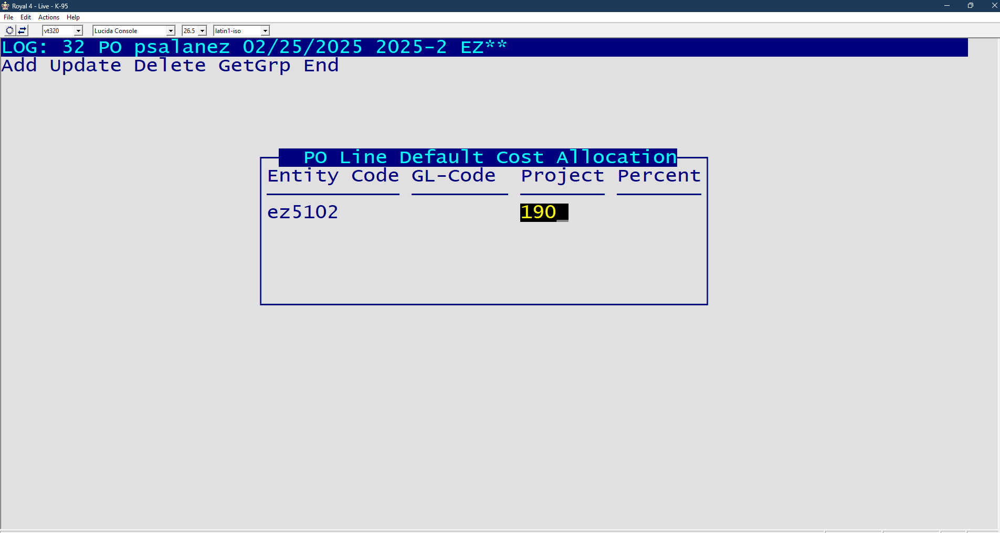 Royal 4 - Live - K-95
File Edit Actions Help
vt320 Lucida Console 26.5 latin1-iso
LOG: 32 PO psalanez 02/25/2025 2025-2 EZ**
Add Update Delete GetGrp End
PO Line Default Cost Allocation
Entity Code GL-Code Project Percent
ez5102 190_